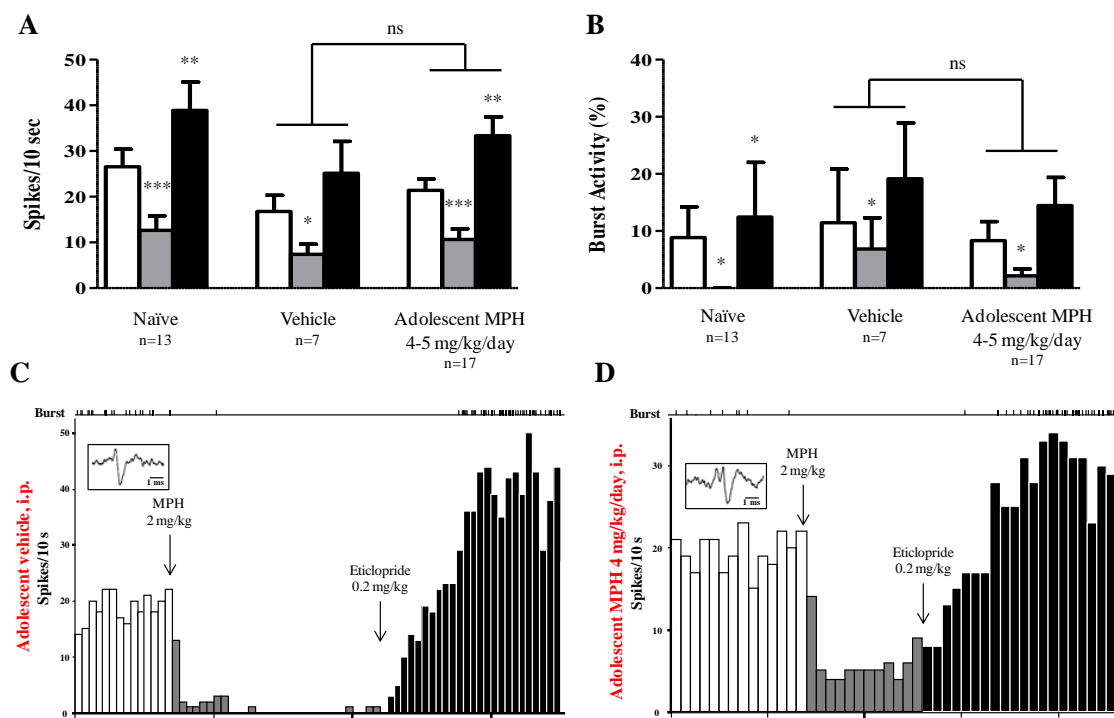 A
ns
50
40
30
20
10
0
Spikes/10 sec
**
***
*
***
**
Naïve
n=13
Vehicle
n=7
Adolescent MPH
4-5 mg/kg/day
n=17
B
ns
40
30
20
10
0
Burst Activity (%)
*
*
*
*
Naïve
n=13
Vehicle
n=7
Adolescent MPH
4-5 mg/kg/day
n=17
C
Burst
50
40
30
20
10
0
Adolescent vehicle, i.p.
Spikes/10 s
1 ms
MPH
2 mg/kg
Eticlopride
0.2 mg/kg
D
Burst
30
20
10
0
Adolescent MPH 4 mg/kg/day, i.p.
Spikes/10 s
1 ms
MPH
2 mg/kg
Eticlopride
0.2 mg/kg